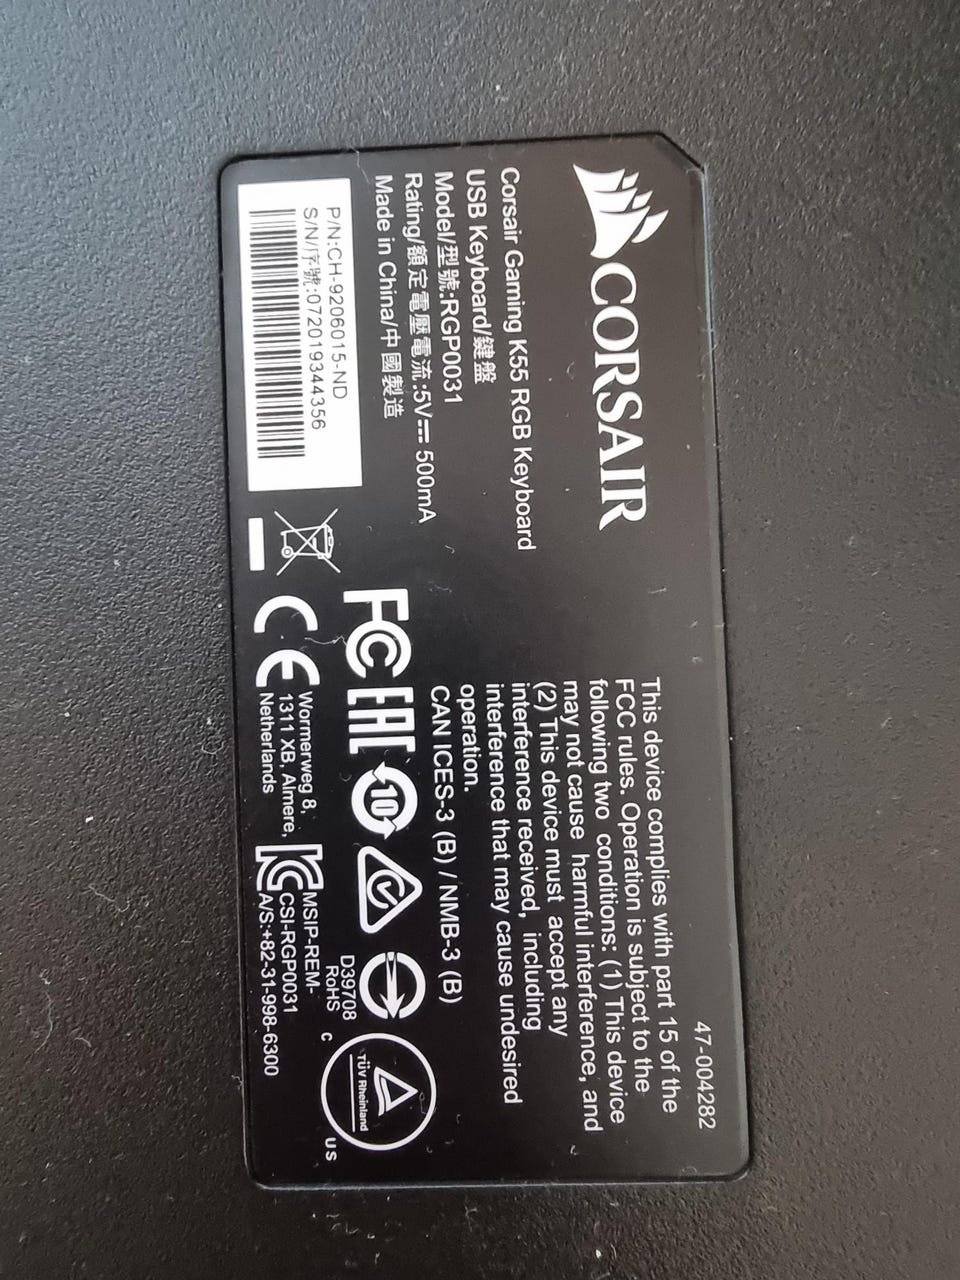 CORSAIR
Corsair Gaming K55 RGB Keyboard
USB Keyboard/鍵盤
Model/型號:RGP0031
Rating/額定電壓電流:5V⎓ 500mA
Made in China/中國製造
P/N:CH-9206015-ND
S/N/序號:072019344356
47-004282
This device complies with part 15 of the
FCC rules. Operation is subject to the
following two conditions: (1) This device
may not cause harmful interference, and
(2) This device must accept any
interference received, including
interference that may cause undesired
operation.
CAN ICES-3 (B) / NMB-3 (B)
FC EAC 10
D39708
RoHS
TÜV Rheinland
C US
CE
Wormerweg 8,
1311 XB, Almere,
Netherlands
MSIP-REM-
CSI-RGP0031
A/S:+82-31-998-6300